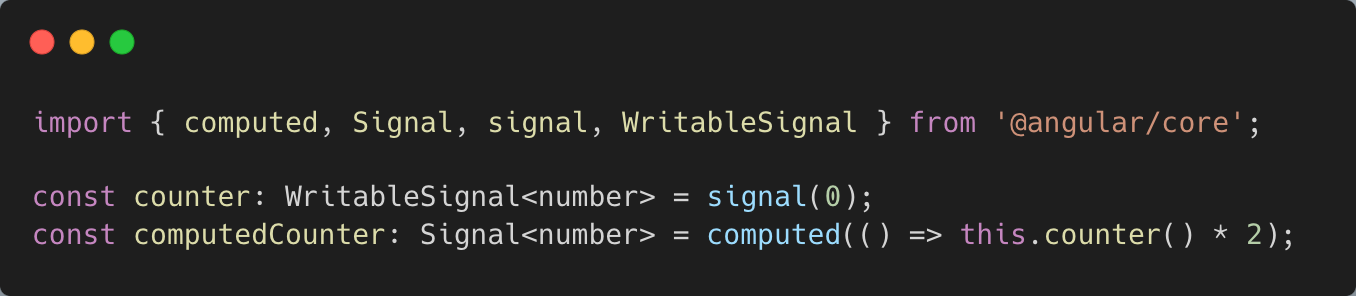 import { computed, Signal, signal, WritableSignal } from '@angular/core';
const counter: WritableSignal<number> = signal(0);
const computedCounter: Signal<number> = computed(() => this.counter() * 2);